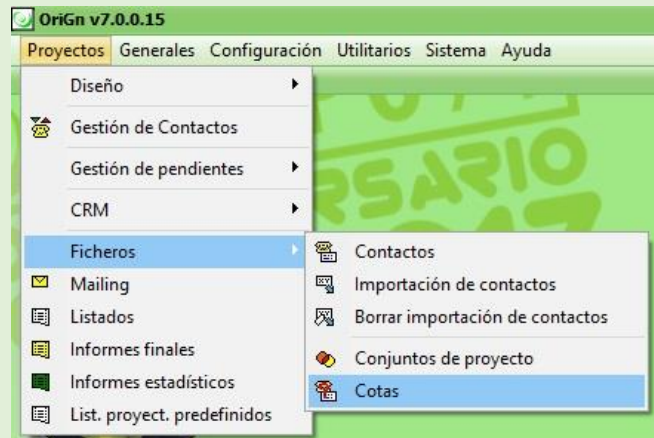 OriGn v7.0.0.15
Proyectos Generales Configuración Utilitarios Sistema Ayuda
Diseño
Gestión de Contactos
Gestión de pendientes
CRM
Ficheros
Mailing
Listados
Informes finales
Informes estadísticos
List. proyect. predefinidos
Contactos
Importación de contactos
Borrar importación de contactos
Conjuntos de proyecto
Cotas